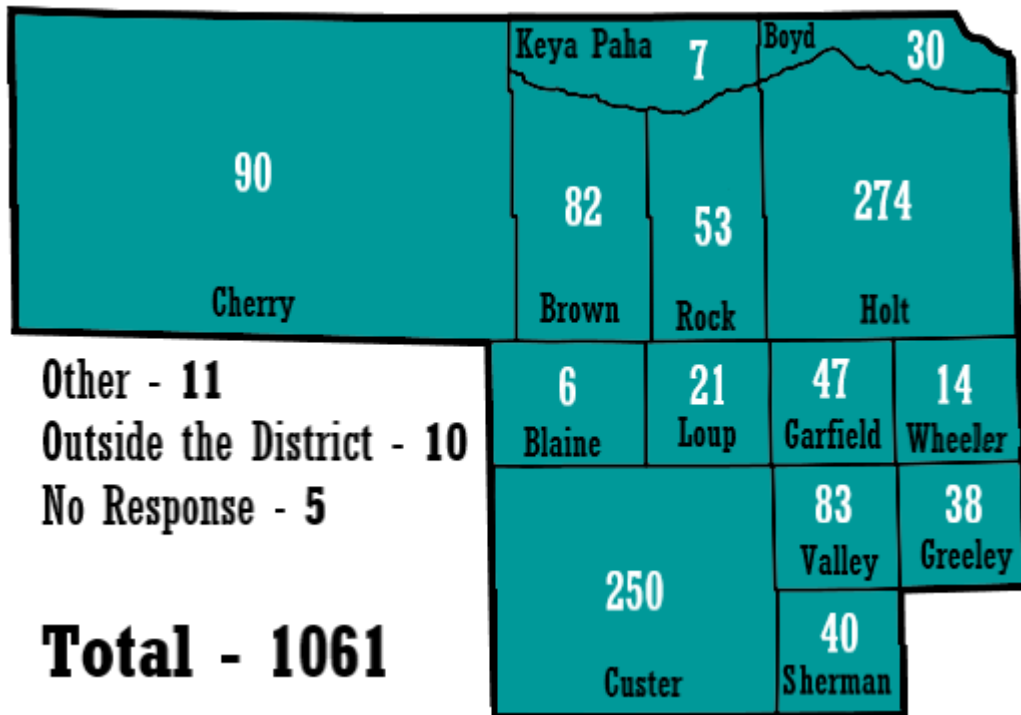 Keya Paha 7
Boyd 30
90
82
53
274
Cherry
Brown
Rock
Holt
Other - 11
Outside the District - 10
No Response - 5
6
Blaine
21
Loup
47
Garfield
14
Wheeler
83
Valley
38
Greeley
250
Custer
40
Sherman
Total - 1061